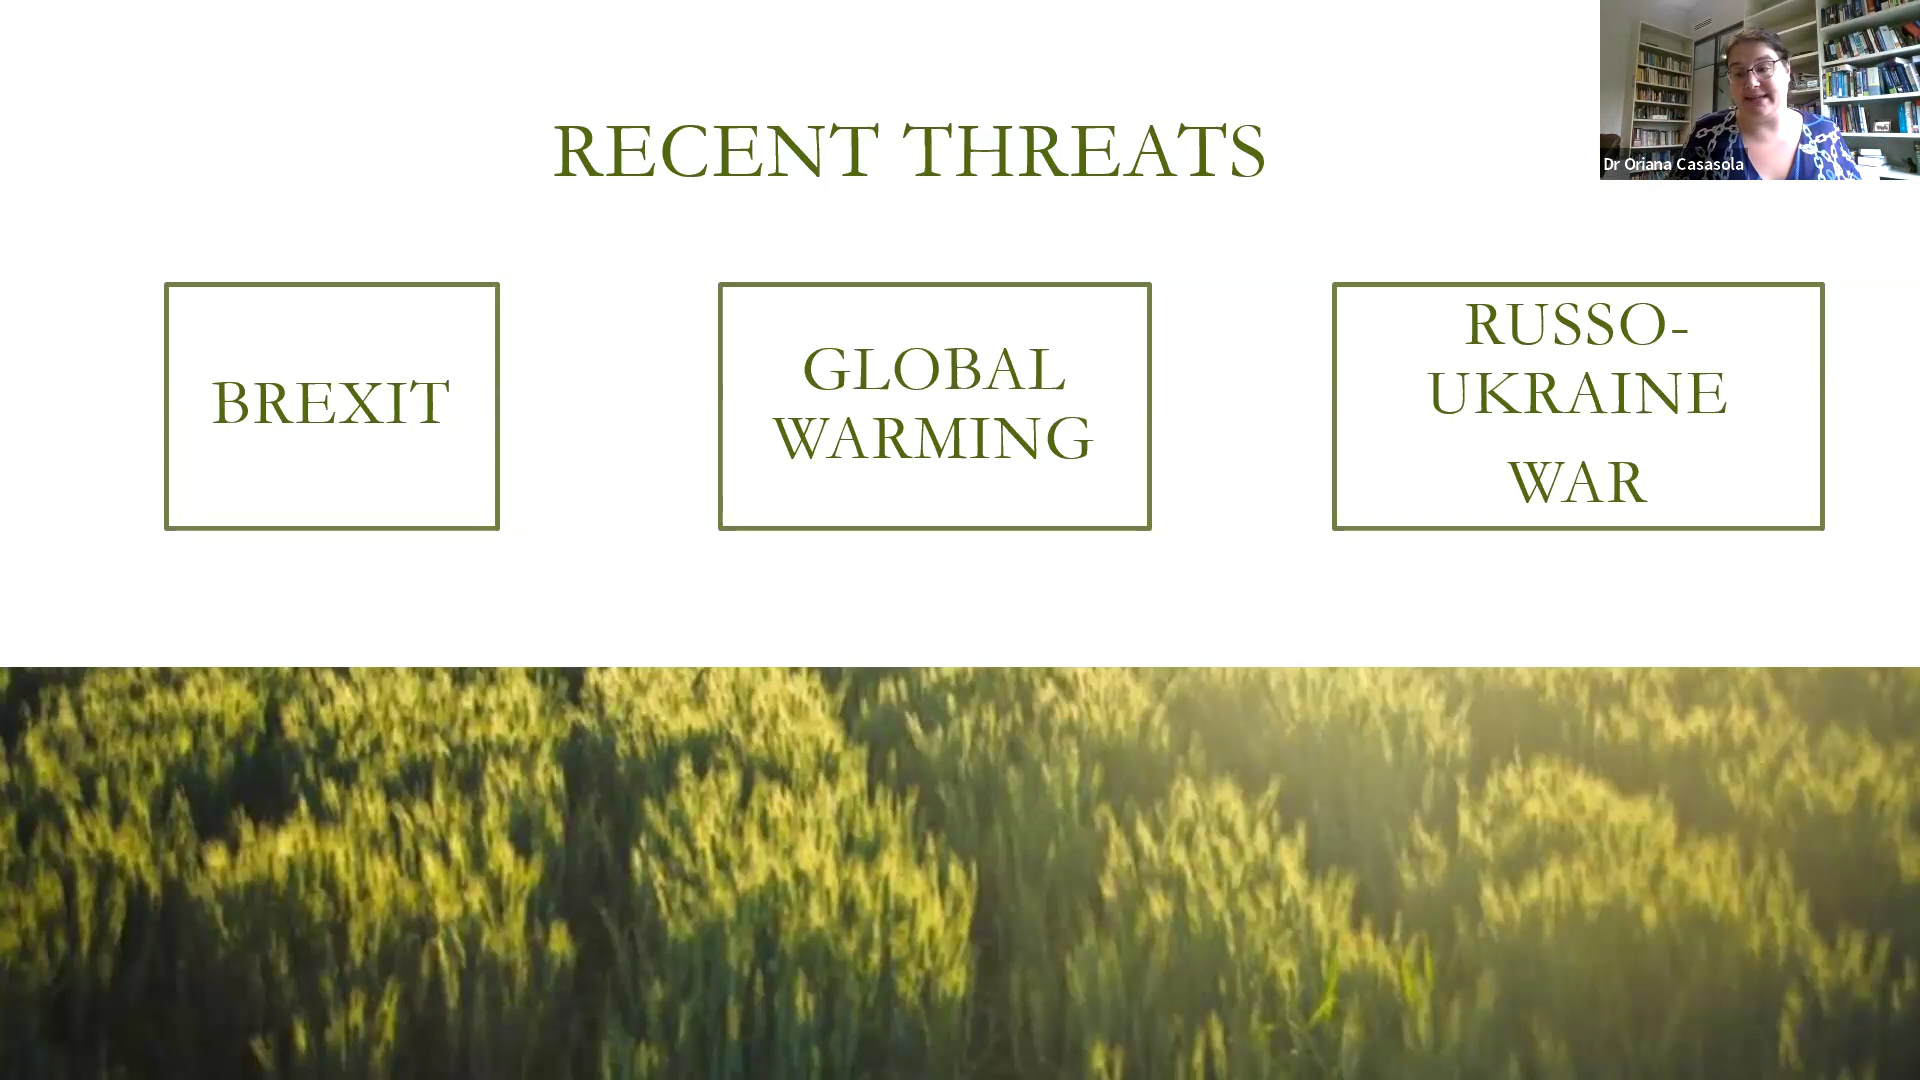 RECENT THREATS
Dr Oriana Casasola
BREXIT
GLOBAL
WARMING
RUSSO-
UKRAINE
WAR